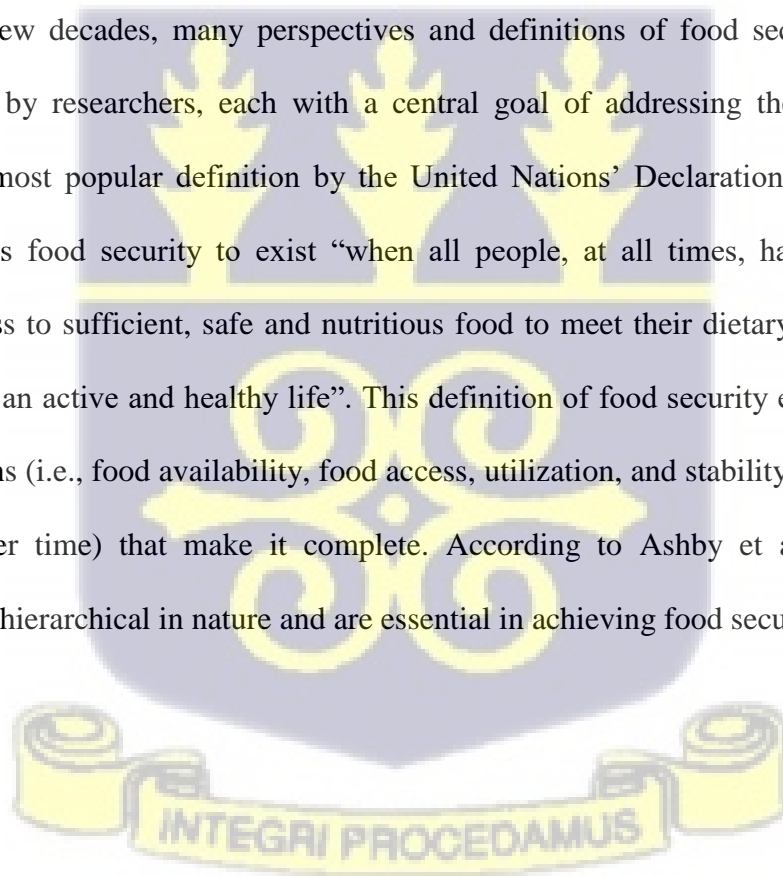 ew decades, many perspectives and definitions of food sec
by researchers, each with a central goal of addressing the
most popular definition by the United Nations’ Declaration
s food security to exist “when all people, at all times, ha
ss to sufficient, safe and nutritious food to meet their dietary
an active and healthy life”. This definition of food security e
ns (i.e., food availability, food access, utilization, and stability
er time) that make it complete. According to Ashby et a
hierarchical in nature and are essential in achieving food secu
INTEGRI PROCEDAMUS